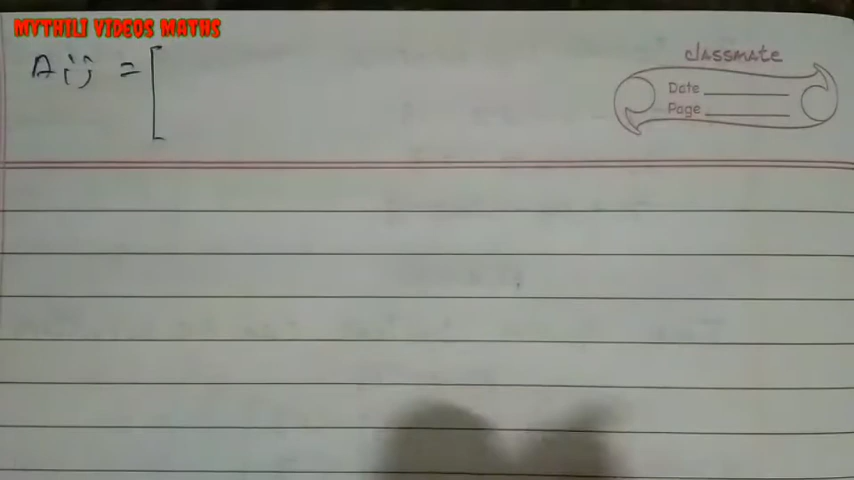 MYTHILI VIDEOS MATHS
Aij = [
classmate
Date
Page